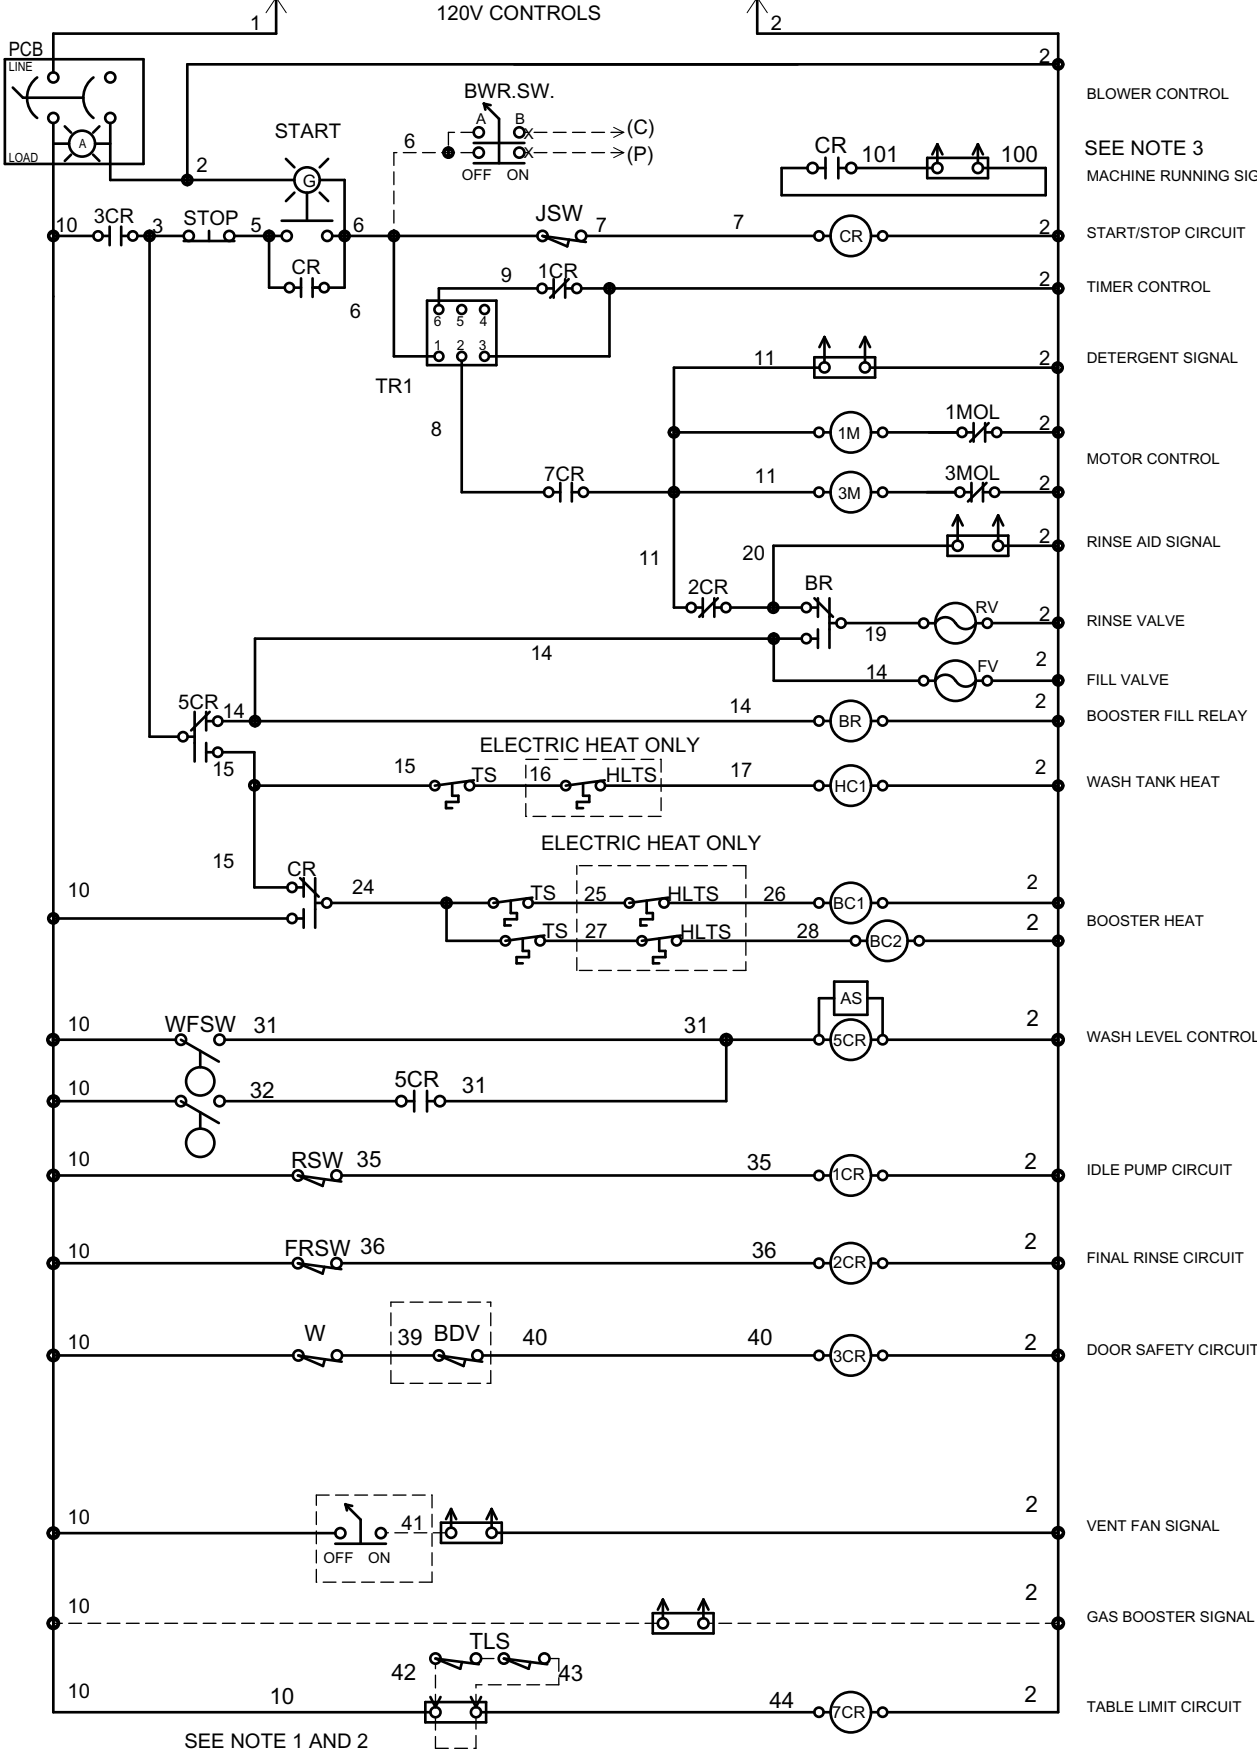 120V CONTROLS
1
2
PCB
LINE
A
LOAD
2
BWR.SW.
A B
(C)
(P)
6
OFF ON
START
G
2
BLOWER CONTROL
CR 101 100
SEE NOTE 3
MACHINE RUNNING SIG
10 3CR 3 STOP 5 6 JSW 7 7 CR 2 START/STOP CIRCUIT
CR
6
9 1CR 2 TIMER CONTROL
6 5 4
1 2 3
TR1
11 2 DETERGENT SIGNAL
8
1M 1MOL 2
MOTOR CONTROL
7CR 11 3M 3MOL 2
11 20 2 RINSE AID SIGNAL
2CR BR 19 RV 2 RINSE VALVE
14
14 FV 2 FILL VALVE
5CR 14 14 BR 2 BOOSTER FILL RELAY
ELECTRIC HEAT ONLY
15 15 TS 16 HLTS 17 HC1 2 WASH TANK HEAT
ELECTRIC HEAT ONLY
15
10 CR 24 TS 25 HLTS 26 BC1 2
BOOSTER HEAT
TS 27 HLTS 28 BC2 2
AS
10 WFSW 31 31 5CR 2 WASH LEVEL CONTROL
10 32 5CR 31
10 RSW 35 35 1CR 2 IDLE PUMP CIRCUIT
10 FRSW 36 36 2CR 2 FINAL RINSE CIRCUIT
10 W 39 BDV 40 40 3CR 2 DOOR SAFETY CIRCUIT
10 41 2 VENT FAN SIGNAL
OFF ON
10 2 GAS BOOSTER SIGNAL
TLS
42 43
10 10 44 7CR 2 TABLE LIMIT CIRCUIT
SEE NOTE 1 AND 2